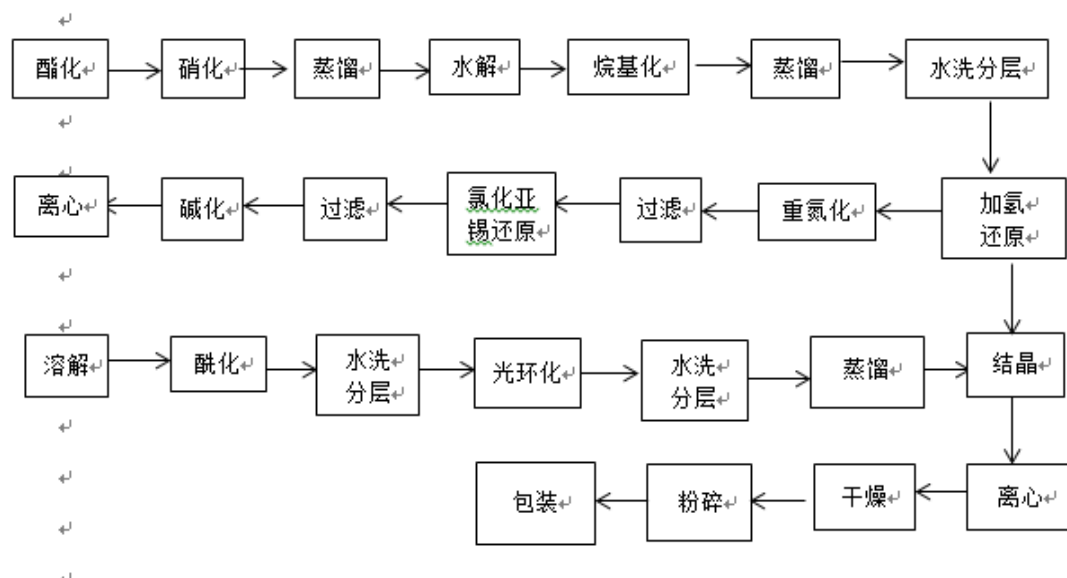 酯化
硝化
蒸馏
水解
烷基化
蒸馏
水洗分层
离心
碱化
过滤
氯化亚
锡还原
过滤
重氮化
加氢
还原
溶解
酰化
水洗
分层
光环化
水洗
分层
蒸馏
结晶
包装
粉碎
干燥
离心